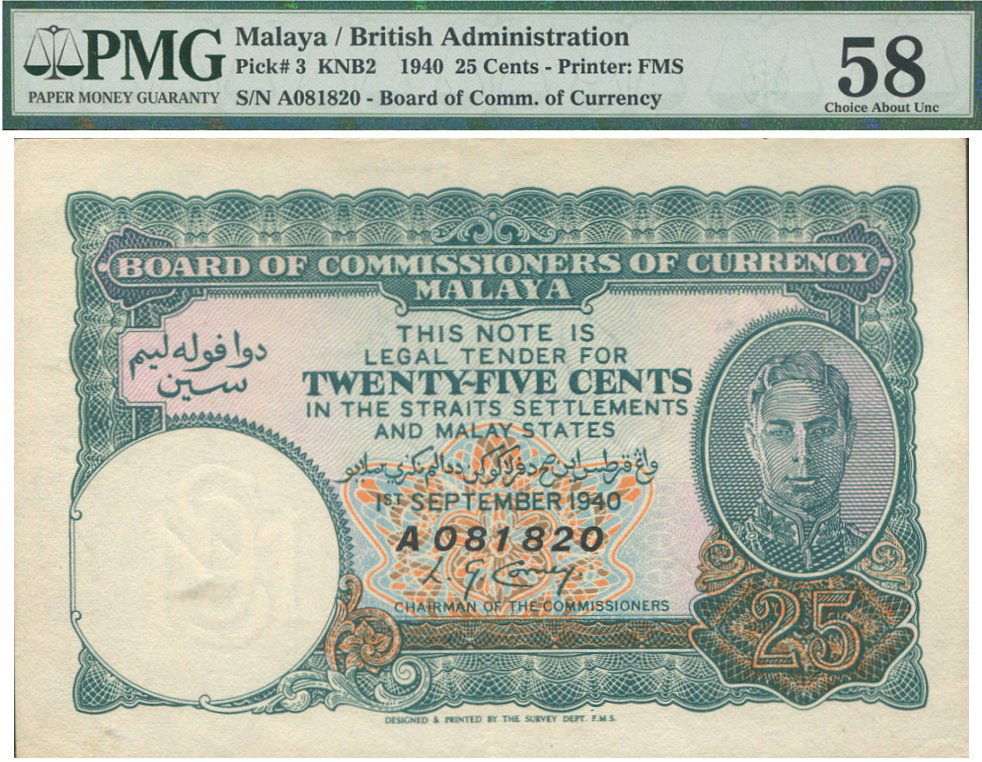 PMG
PAPER MONEY GUARANTY
Malaya / British Administration
Pick# 3 KNB2 1940 25 Cents - Printer: FMS
S/N A081820 - Board of Comm. of Currency
58
Choice About Unc
BOARD OF COMMISSIONERS OF CURRENCY
MALAYA
THIS NOTE IS
LEGAL TENDER FOR
TWENTY-FIVE CENTS
IN THE STRAITS SETTLEMENTS
AND MALAY STATES
دوا ڤوله ليم
سين
1ST SEPTEMBER 1940
A 081820
CHAIRMAN OF THE COMMISSIONERS
25
DESIGNED & PRINTED BY THE SURVEY DEPT. F.M.S.